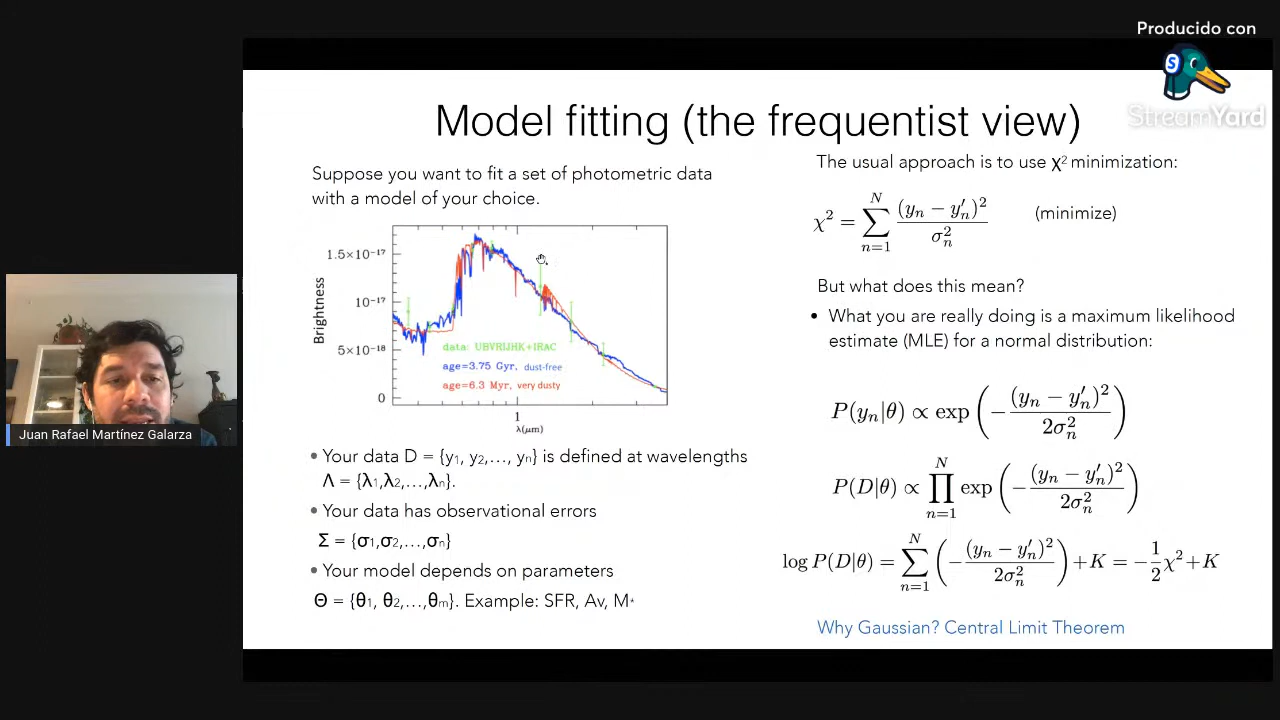 Producido con
StreamYard
Model fitting (the frequentist view)
Suppose you want to fit a set of photometric data
with a model of your choice.
Brightness
1.5×10⁻¹⁷
10⁻¹⁷
5×10⁻¹⁸
0
data: UBVRIJHK+IRAC
age=3.75 Gyr, dust-free
age=6.3 Myr, very dusty
1
λ(μm)
• Your data D = {y₁, y₂,…, yₙ} is defined at wavelengths
Λ = {λ₁,λ₂,…,λₙ}.
• Your data has observational errors
Σ = {σ₁,σ₂,…,σₙ}
• Your model depends on parameters
Θ = {θ₁, θ₂,…,θₘ}. Example: SFR, Av, M*
The usual approach is to use χ² minimization:
χ² = ∑_{n=1}^{N} (yₙ − y′ₙ)² / σₙ² (minimize)
But what does this mean?
• What you are really doing is a maximum likelihood
estimate (MLE) for a normal distribution:
P(yₙ|θ) ∝ exp (−(yₙ − y′ₙ)² / 2σₙ²)
P(D|θ) ∝ ∏_{n=1}^{N} exp (−(yₙ − y′ₙ)² / 2σₙ²)
log P(D|θ) = ∑_{n=1}^{N} (−(yₙ − y′ₙ)² / 2σₙ²) + K = −½χ² + K
Why Gaussian? Central Limit Theorem
Juan Rafael Martínez Galarza